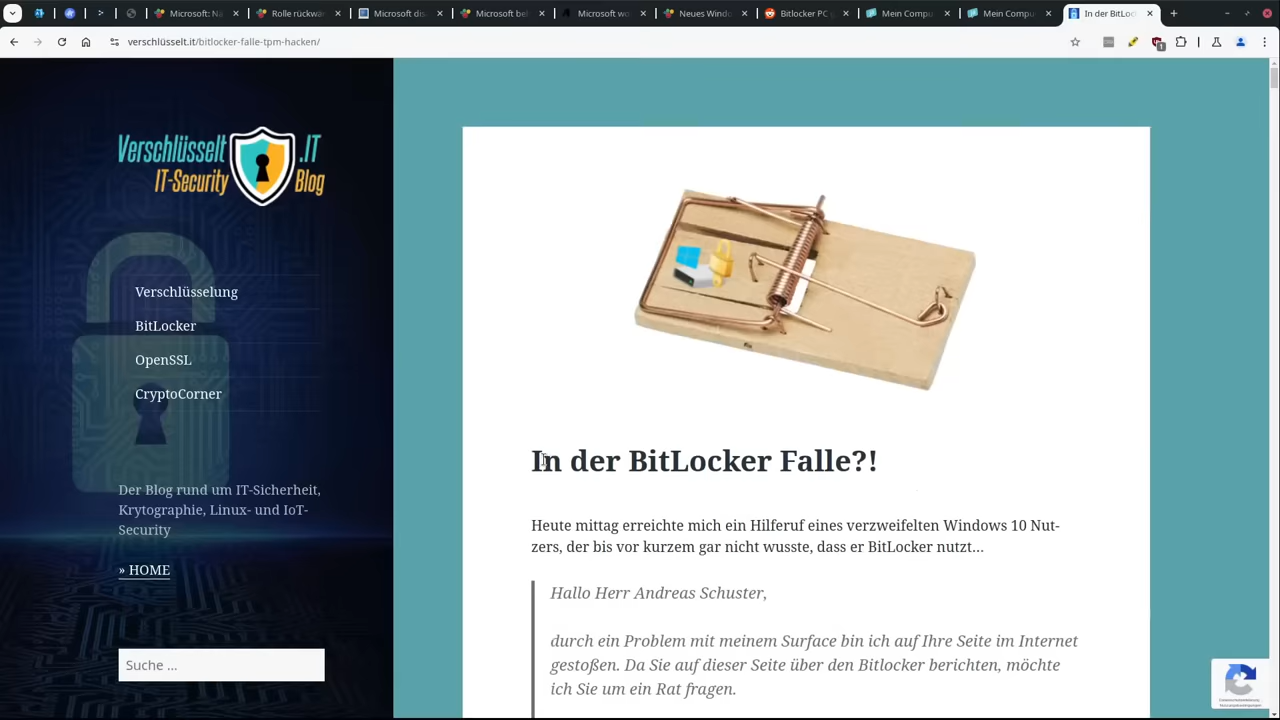 Microsoft: Na
Rolle rückwär
Microsoft dis
Microsoft bel
Microsoft wo
Neues Windo
Bitlocker PC v
Mein Compu
Mein Compu
In der BitLoc
verschlüsselt.it/bitlocker-falle-tpm-hacken/
1
Verschlüsselt .IT
IT-Security Blog
Verschlüsselung
BitLocker
OpenSSL
CryptoCorner
Der Blog rund um IT-Sicherheit,
Krytographie, Linux- und IoT-
Security
» HOME
Suche ...
In der BitLocker Falle?!
Heute mittag erreichte mich ein Hilferuf eines verzweifelten Windows 10 Nut-
zers, der bis vor kurzem gar nicht wusste, dass er BitLocker nutzt...
Hallo Herr Andreas Schuster,
durch ein Problem mit meinem Surface bin ich auf Ihre Seite im Internet
gestoßen. Da Sie auf dieser Seite über den Bitlocker berichten, möchte
ich Sie um ein Rat fragen.